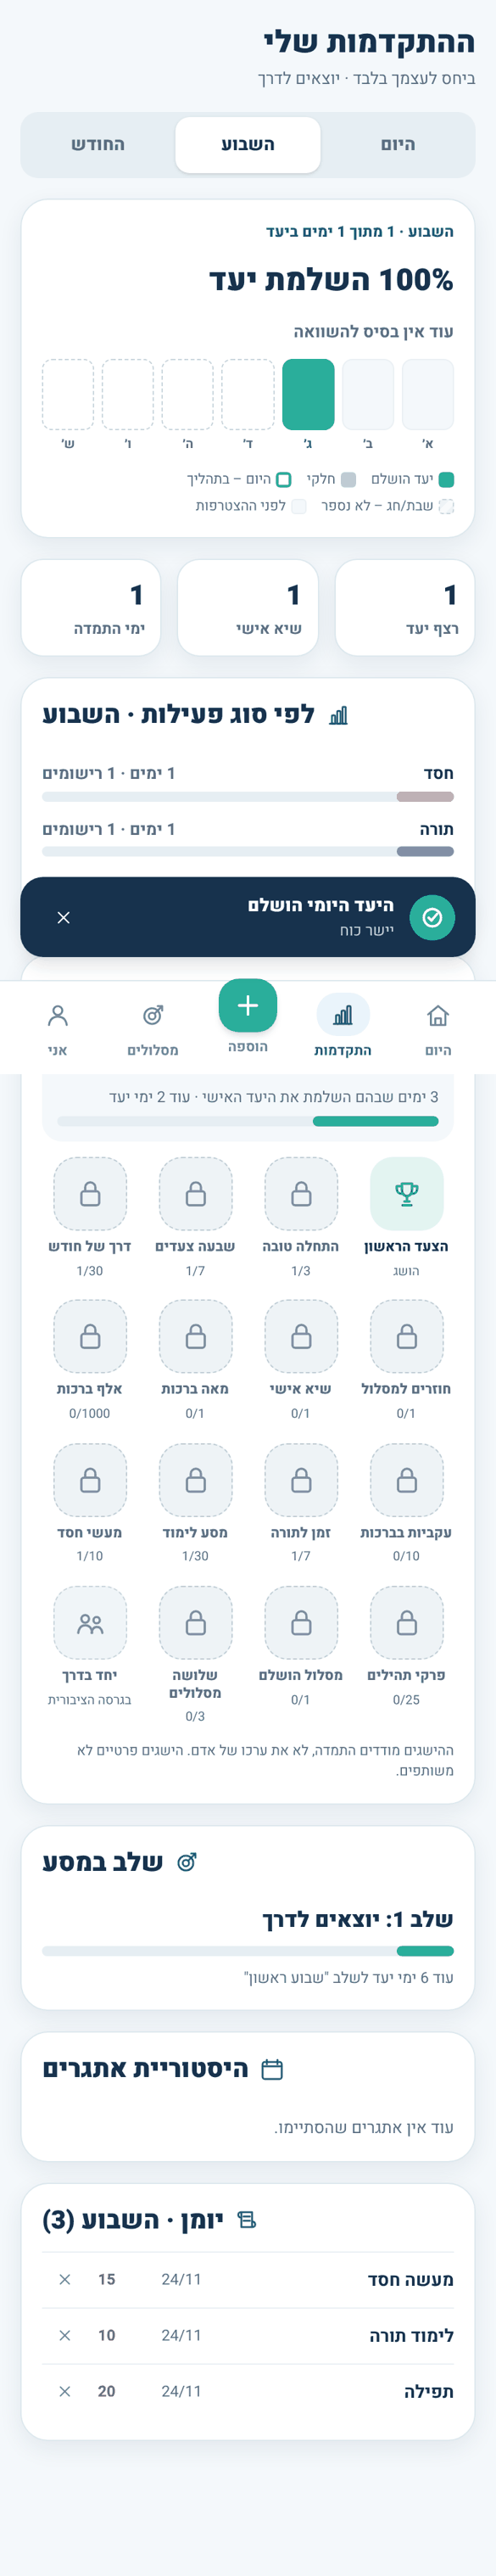 ההתקדמות שלי
ביחס לעצמך בלבד · יוצאים לדרך
היום
השבוע
החודש
השבוע · 1 מתוך 1 ימים ביעד
100% השלמת יעד
עוד אין בסיס להשוואה
א׳ ב׳ ג׳ ד׳ ה׳ ו׳ ש׳
יעד הושלם חלקי היום – בתהליך
שבת/חג – לא נספר לפני ההצטרפות
1 1 1
רצף יעד שיא אישי ימי התמדה
לפי סוג פעילות · השבוע
חסד 1 ימים · 1 רישומים
תורה 1 ימים · 1 רישומים
היעד היומי הושלם
יישר כוח
היום התקדמות הוספה מסלולים אני
3 ימים שבהם השלמת את היעד האישי · עוד 2 ימי יעד
הצעד הראשון התחלה טובה שבעה צעדים דרך של חודש
הושג 1/3 1/7 1/30
חוזרים למסלול שיא אישי מאה ברכות אלף ברכות
0/1 0/1 0/1 0/1000
עקביות בברכות זמן לתורה מסע לימוד מעשי חסד
0/10 1/7 1/30 1/10
פרקי תהילים מסלול הושלם שלושה מסלולים יחד בדרך
0/25 0/1 0/3 בגרסה הציבורית
ההישגים מודדים התמדה, לא את ערכו של אדם. הישגים פרטיים לא
משותפים.
שלב במסע
שלב 1: יוצאים לדרך
עוד 6 ימי יעד לשלב "שבוע ראשון"
היסטוריית אתגרים
עוד אין אתגרים שהסתיימו.
יומן · השבוע (3)
מעשה חסד 24/11 15
לימוד תורה 24/11 10
תפילה 24/11 20